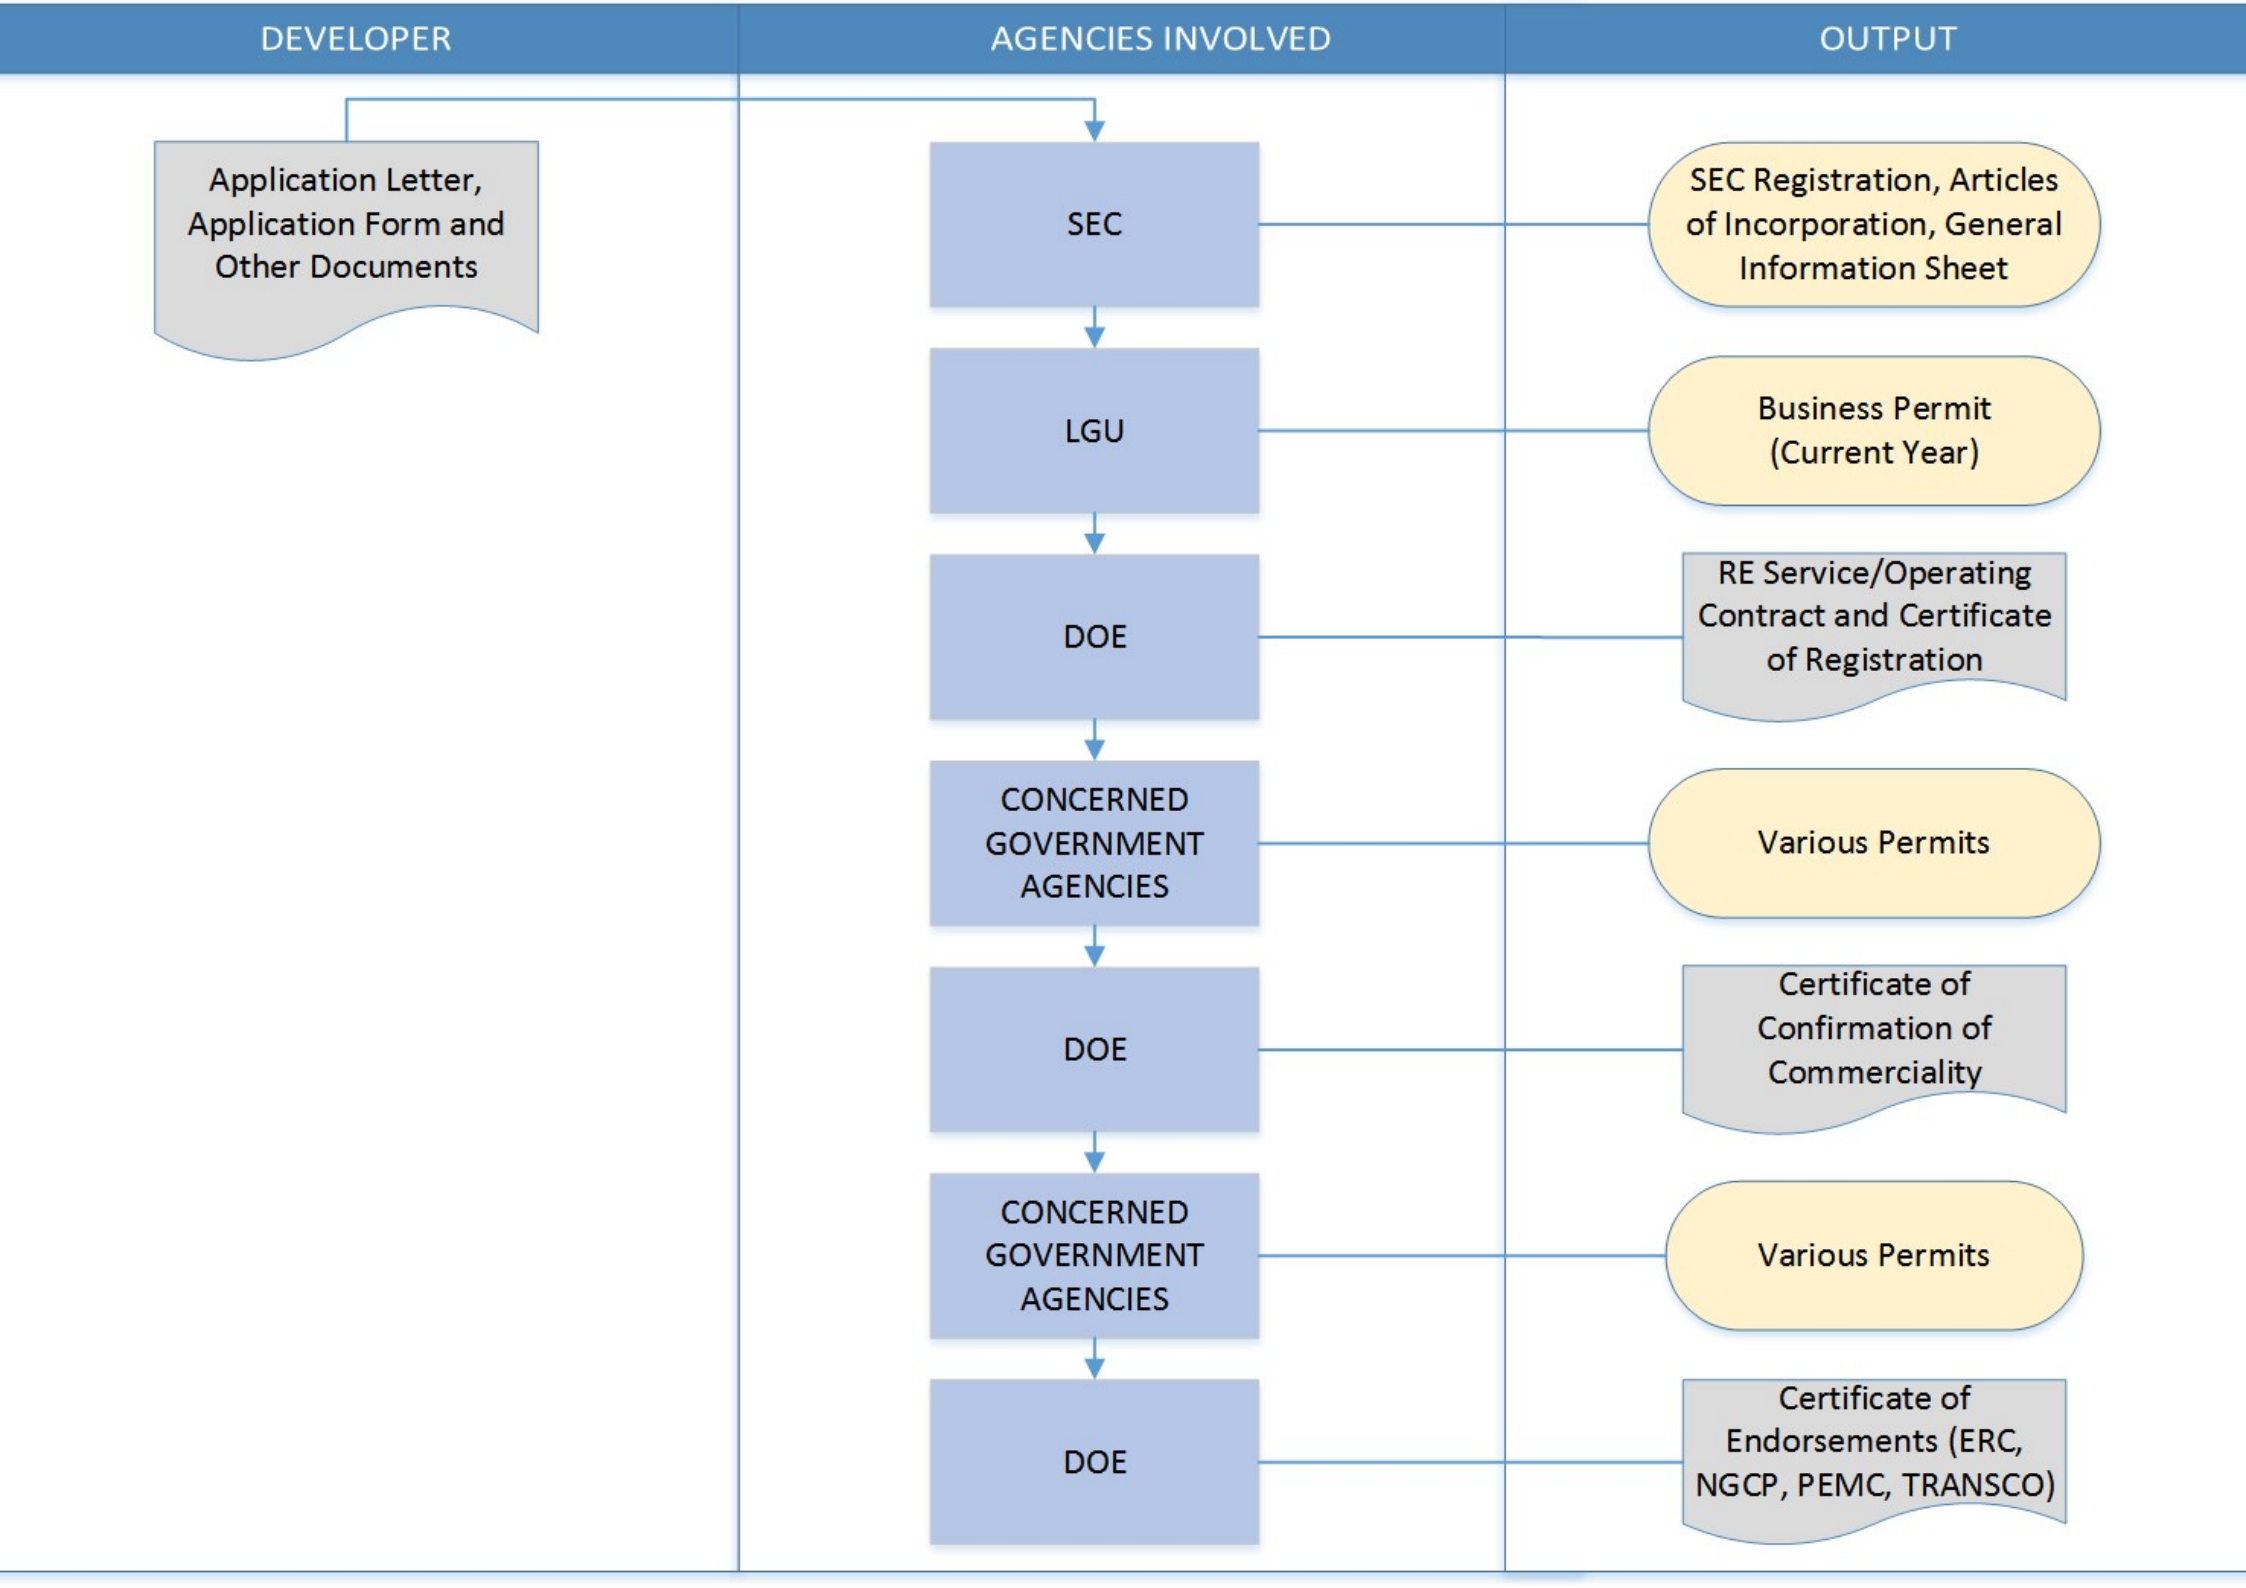 DEVELOPER
AGENCIES INVOLVED
OUTPUT
Application Letter,
Application Form and
Other Documents
SEC
SEC Registration, Articles
of Incorporation, General
Information Sheet
LGU
Business Permit
(Current Year)
DOE
RE Service/Operating
Contract and Certificate
of Registration
CONCERNED
GOVERNMENT
AGENCIES
Various Permits
DOE
Certificate of
Confirmation of
Commerciality
CONCERNED
GOVERNMENT
AGENCIES
Various Permits
DOE
Certificate of
Endorsements (ERC,
NGCP, PEMC, TRANSCO)